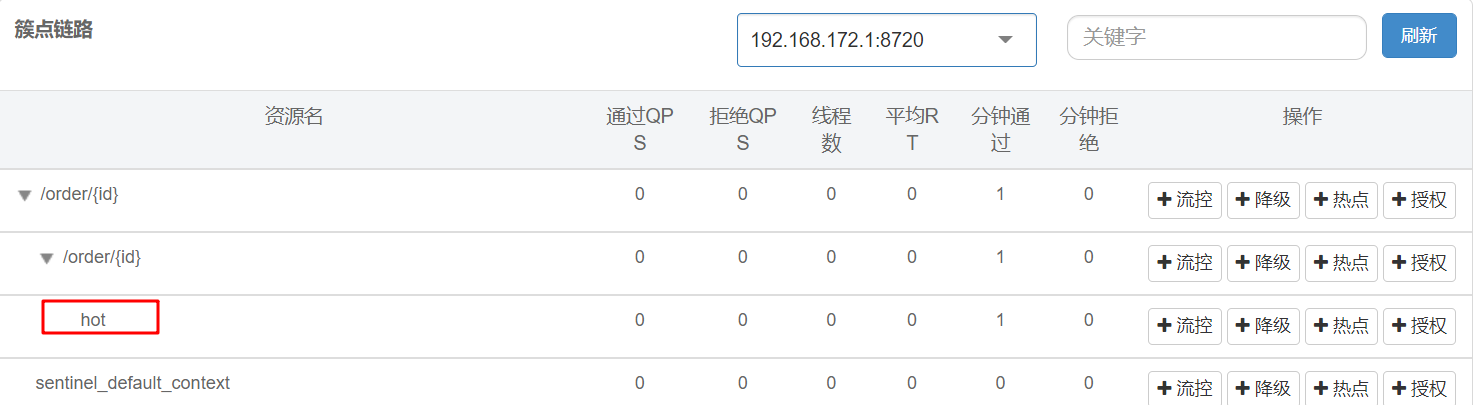 簇点链路 192.168.172.1:8720 关键字 刷新
资源名 通过QPS 拒绝QPS 线程数 平均RT 分钟通过 分钟拒绝 操作
/order/{id} 0 0 0 0 1 0 流控 降级 热点 授权
/order/{id} 0 0 0 0 1 0 流控 降级 热点 授权
hot 0 0 0 0 1 0 流控 降级 热点 授权
sentinel_default_context 0 0 0 0 0 0 流控 降级 热点 授权